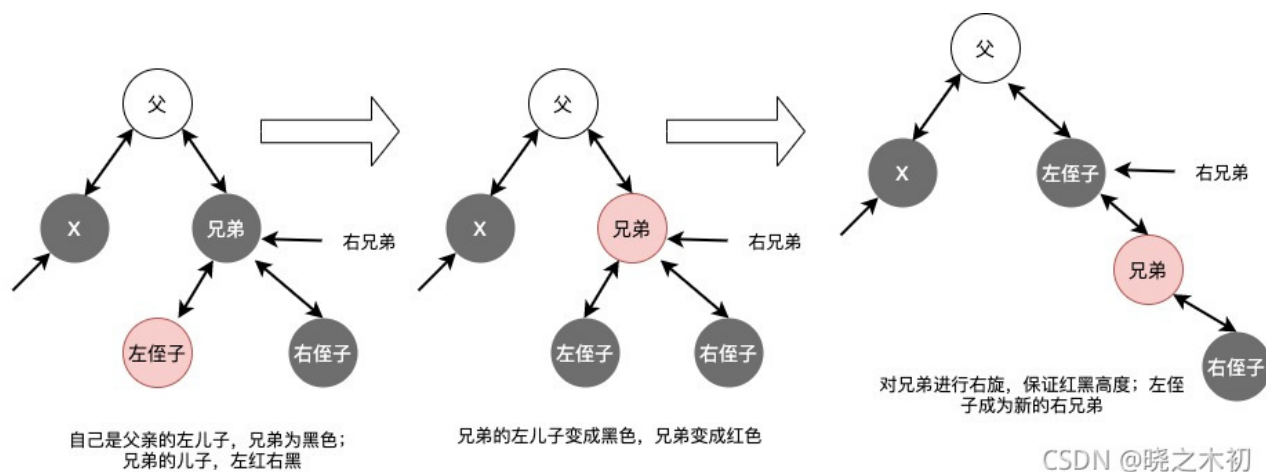 父
X
兄弟
右兄弟
左侄子
右侄子
自己是父亲的左儿子，兄弟为黑色；
兄弟的儿子，左红右黑
父
X
兄弟
右兄弟
左侄子
右侄子
兄弟的左儿子变成黑色，兄弟变成红色
父
X
左侄子
右兄弟
兄弟
右侄子
对兄弟进行右旋，保证红黑高度；左侄
子成为新的右兄弟
CSDN @晓之木初